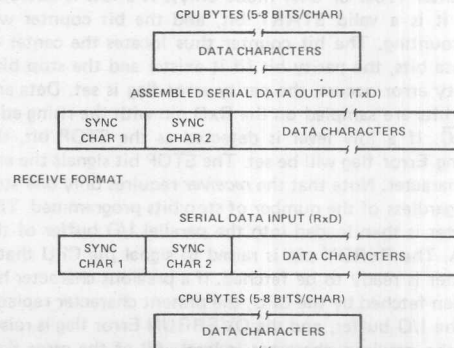 CPU BYTES (5-8 BITS/CHAR)
DATA CHARACTERS
ASSEMBLED SERIAL DATA OUTPUT (TxD)
SYNC CHAR 1
SYNC CHAR 2
DATA CHARACTERS
RECEIVE FORMAT
SERIAL DATA INPUT (RxD)
SYNC CHAR 1
SYNC CHAR 2
DATA CHARACTERS
CPU BYTES (5-8 BITS/CHAR)
DATA CHARACTERS